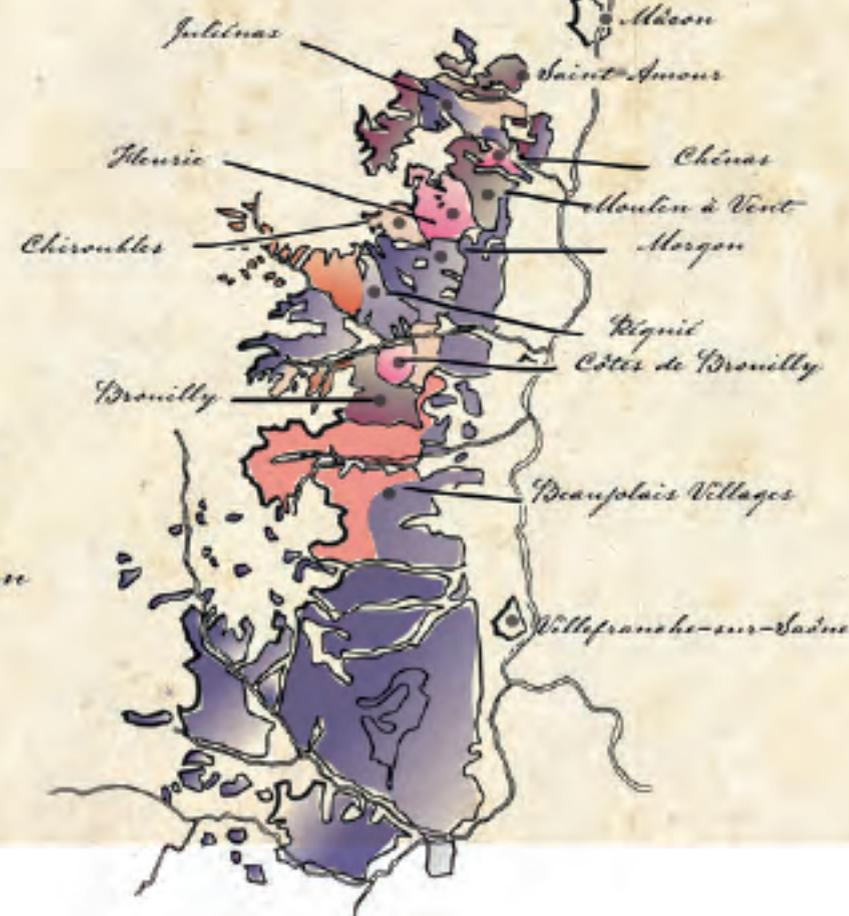 Mâcon
Juliénas
Saint-Amour
Fleurie
Chénas
Moulin à Vent
Chiroubles
Morgon
Régnié
Côtes de Brouilly
Brouilly
Beaujolais Villages
Villefranche-sur-Saône